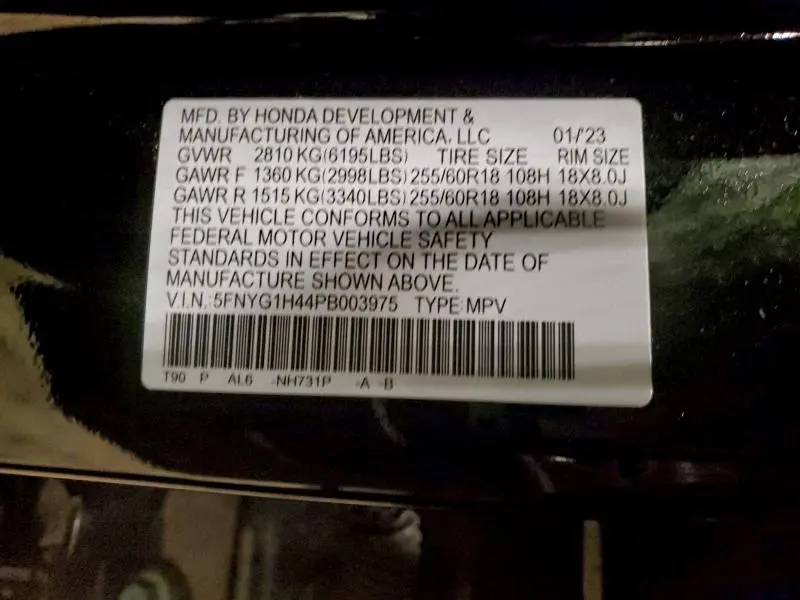 MFD. BY HONDA DEVELOPMENT &
MANUFACTURING OF AMERICA, LLC 01/'23
GVWR 2810 KG(6195LBS) TIRE SIZE RIM SIZE
GAWR F 1360 KG(2998LBS) 255/60R18 108H 18X8.0J
GAWR R 1515 KG(3340LBS) 255/60R18 108H 18X8.0J
THIS VEHICLE CONFORMS TO ALL APPLICABLE
FEDERAL MOTOR VEHICLE SAFETY
STANDARDS IN EFFECT ON THE DATE OF
MANUFACTURE SHOWN ABOVE.
V.I.N.:5FNYG1H44PB003975 TYPE:MPV
T90 P AL6 -NH731P -A -B